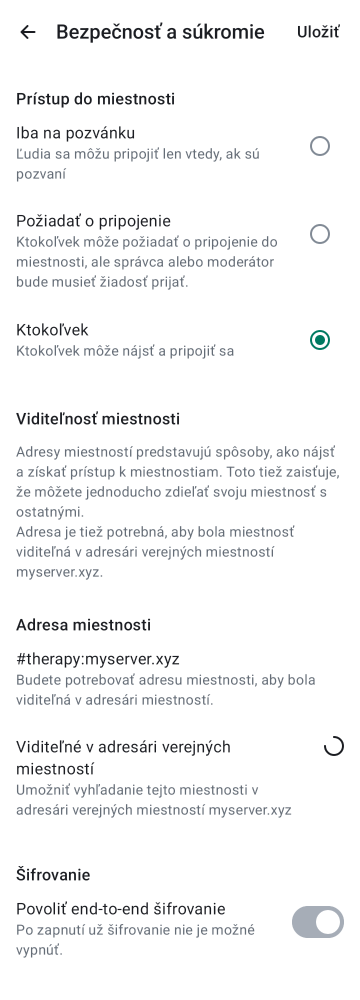 Bezpečnosť a súkromie
Uložiť
Prístup do miestnosti
Iba na pozvánku
Ľudia sa môžu pripojiť len vtedy, ak sú
pozvaní
Požiadať o pripojenie
Ktokoľvek môže požiadať o pripojenie do
miestnosti, ale správca alebo moderátor
bude musieť žiadosť prijať.
Ktokoľvek
Ktokoľvek môže nájsť a pripojiť sa
Viditeľnosť miestnosti
Adresy miestností predstavujú spôsoby, ako nájsť
a získať prístup k miestnostiam. Toto tiež zaisťuje,
že môžete jednoducho zdieľať svoju miestnosť s
ostatnými.
Adresa je tiež potrebná, aby bola miestnosť
viditeľná v adresári verejných miestností
myserver.xyz.
Adresa miestnosti
#therapy:myserver.xyz
Budete potrebovať adresu miestnosti, aby bola
viditeľná v adresári miestností.
Viditeľné v adresári verejných
miestností
Umožniť vyhľadanie tejto miestnosti v
adresári verejných miestností myserver.xyz
Šifrovanie
Povoliť end-to-end šifrovanie
Po zapnutí už šifrovanie nie je možné
vypnúť.